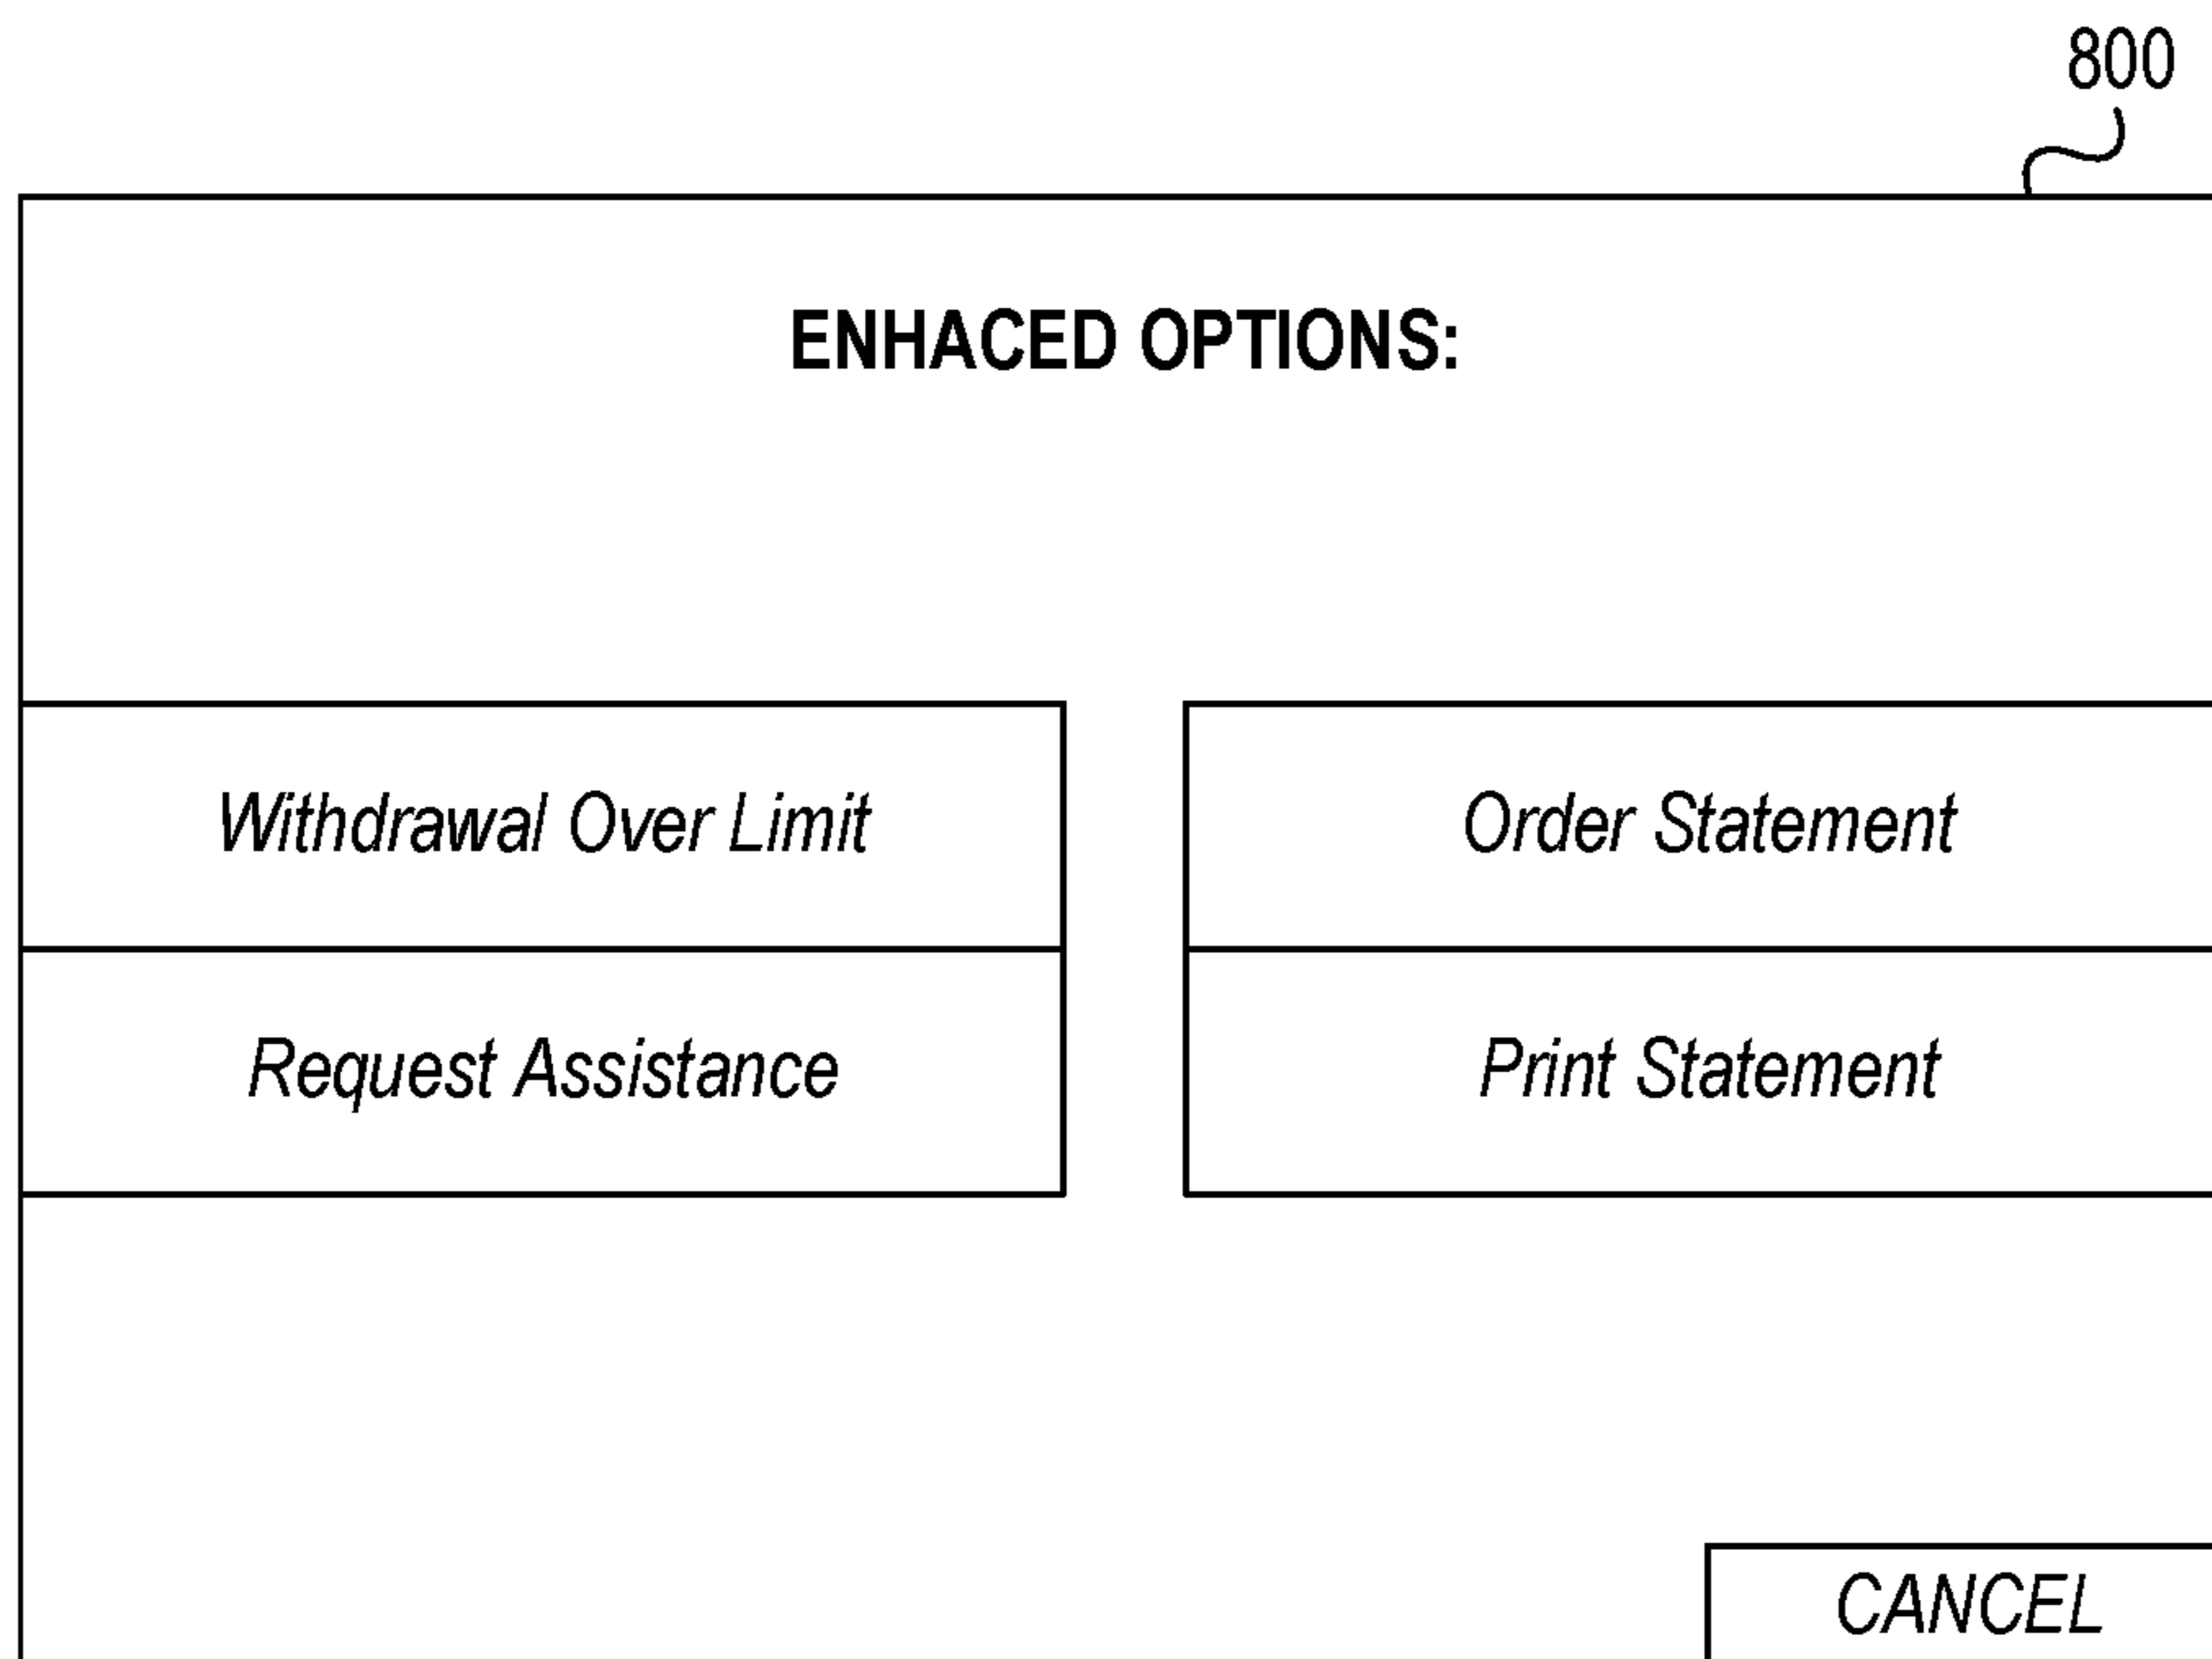 800
ENHACED OPTIONS:
Withdrawal Over Limit
Order Statement
Request Assistance
Print Statement
CANCEL